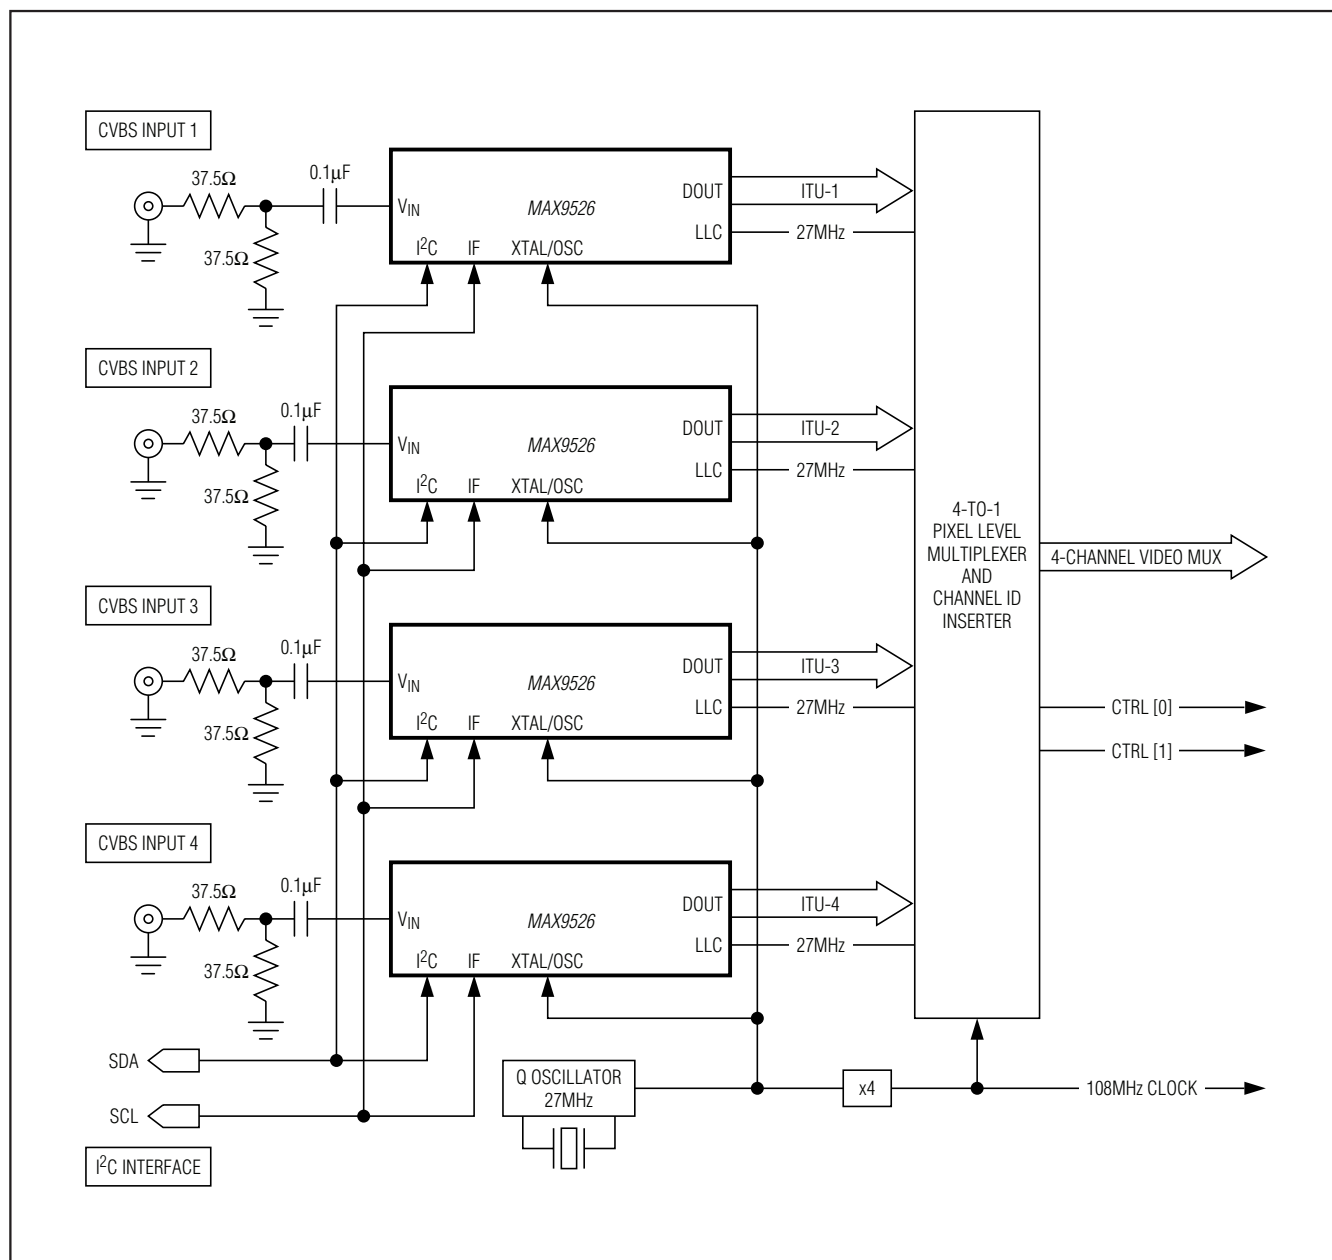 CVBS INPUT 1
37.5Ω
0.1µF
37.5Ω
VIN
MAX9526
DOUT
LLC
I²C
IF
XTAL/OSC
ITU-1
27MHz
CVBS INPUT 2
37.5Ω
0.1µF
37.5Ω
VIN
MAX9526
DOUT
LLC
I²C
IF
XTAL/OSC
ITU-2
27MHz
CVBS INPUT 3
37.5Ω
0.1µF
37.5Ω
VIN
MAX9526
DOUT
LLC
I²C
IF
XTAL/OSC
ITU-3
27MHz
CVBS INPUT 4
37.5Ω
0.1µF
37.5Ω
VIN
MAX9526
DOUT
LLC
I²C
IF
XTAL/OSC
ITU-4
27MHz
4-TO-1
PIXEL LEVEL
MULTIPLEXER
AND
CHANNEL ID
INSERTER
4-CHANNEL VIDEO MUX
CTRL [0]
CTRL [1]
SDA
SCL
I²C INTERFACE
Q OSCILLATOR
27MHz
x4
108MHz CLOCK